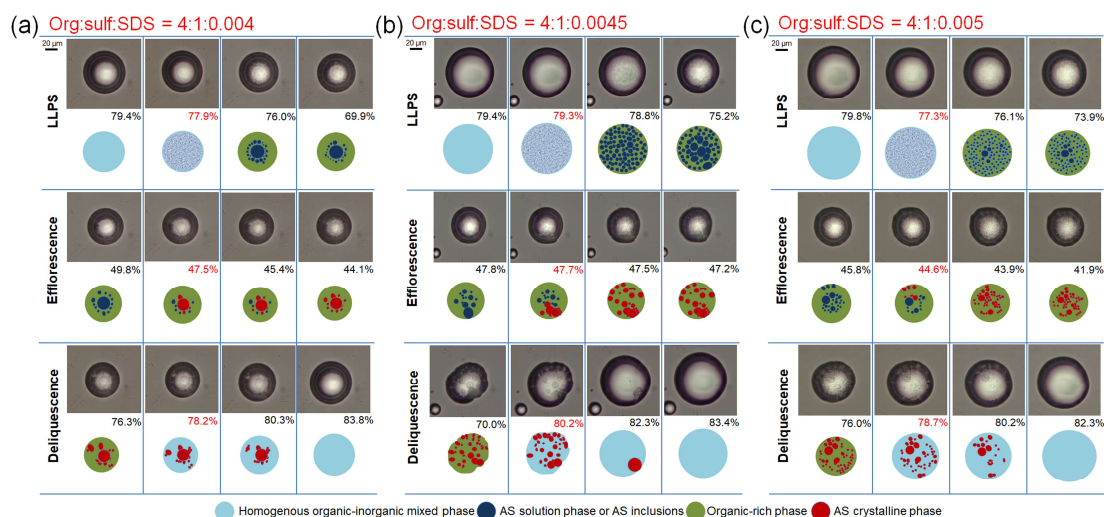 (a) Org:sulf:SDS = 4:1:0.004
20 µm
LLPS
79.4% 77.9% 76.0% 69.9%
Efflorescence
49.8% 47.5% 45.4% 44.1%
Deliquescence
76.3% 78.2% 80.3% 83.8%
(b) Org:sulf:SDS = 4:1:0.0045
20 µm
LLPS
79.4% 79.3% 78.8% 75.2%
Efflorescence
47.8% 47.7% 47.5% 47.2%
Deliquescence
70.0% 80.2% 82.3% 83.4%
(c) Org:sulf:SDS = 4:1:0.005
20 µm
LLPS
79.8% 77.3% 76.1% 73.9%
Efflorescence
45.8% 44.6% 43.9% 41.9%
Deliquescence
76.0% 78.7% 80.2% 82.3%
Homogenous organic-inorganic mixed phase AS solution phase or AS inclusions Organic-rich phase AS crystalline phase